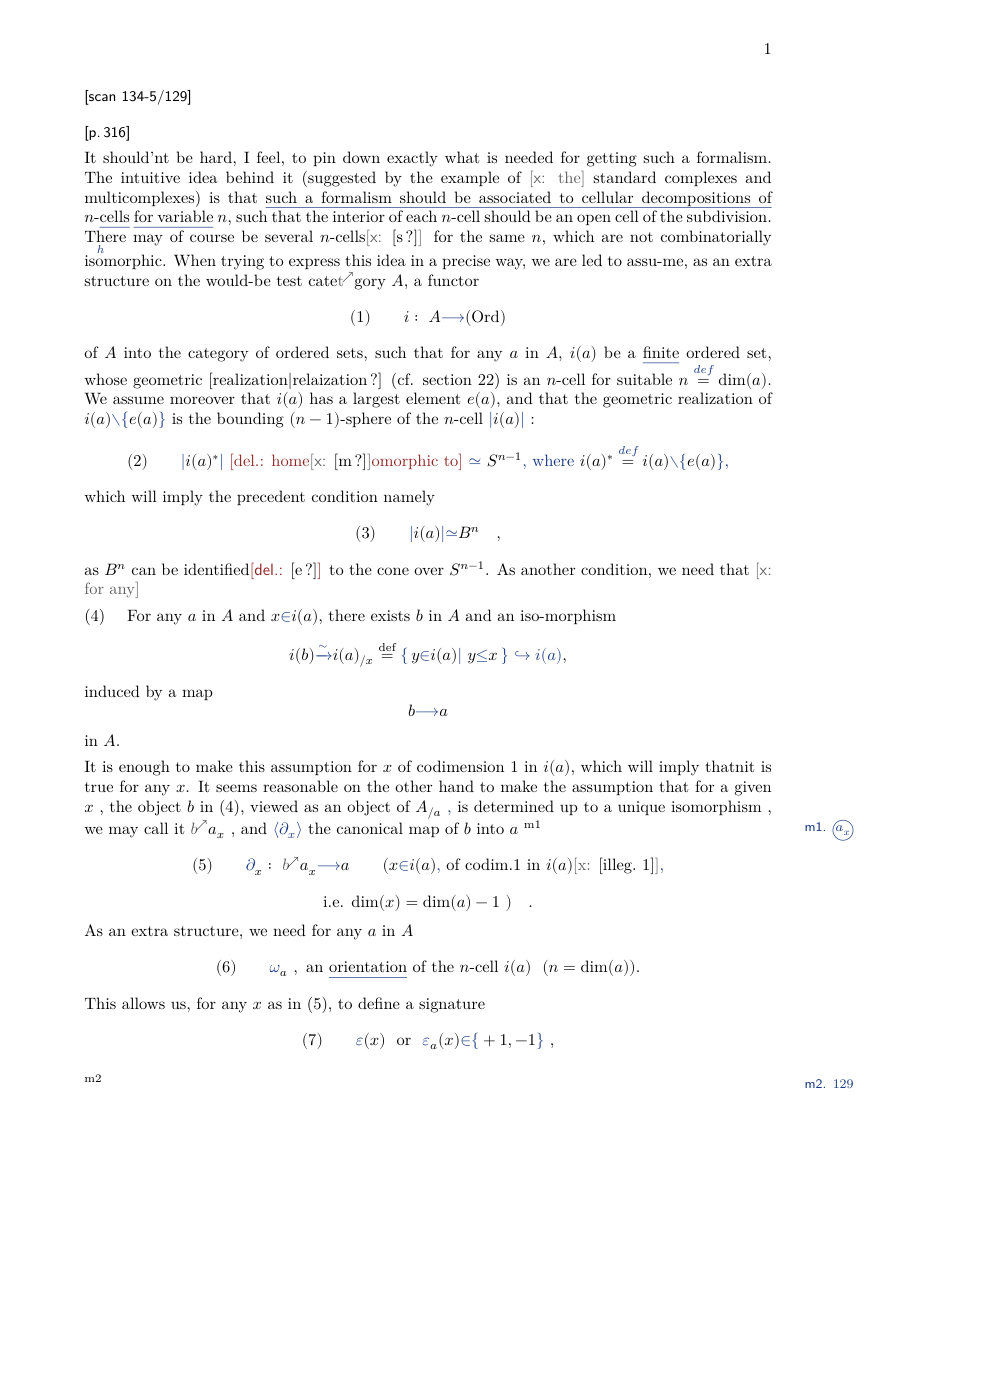 1
[scan 134-5/129]
[p. 316]
It should'nt be hard, I feel, to pin down exactly what is needed for getting such a formalism.
The intuitive idea behind it (suggested by the example of [x: the] standard complexes and
multicomplexes) is that such a formalism should be associated to cellular decompositions of
n-cells for variable n, such that the interior of each n-cell should be an open cell of the subdivision.
There may of course be several n-cells[x: [s ?]] for the same n, which are not combinatorially
h
isomorphic. When trying to express this idea in a precise way, we are led to assu-me, as an extra
structure on the would-be test catet↗gory A, a functor
(1) i : A⟶(Ord)
of A into the category of ordered sets, such that for any a in A, i(a) be a finite ordered set,
whose geometric [realization|relaization ?] (cf. section 22) is an n-cell for suitable n def= dim(a).
We assume moreover that i(a) has a largest element e(a), and that the geometric realization of
i(a)\{e(a)} is the bounding (n − 1)-sphere of the n-cell |i(a)| :
(2) |i(a)*| [del.: home[x: [m ?]]omorphic to] ≃ Sⁿ⁻¹, where i(a)* def= i(a)\{e(a)},
which will imply the precedent condition namely
(3) |i(a)|≃Bⁿ ,
as Bⁿ can be identified[del.: [e ?]] to the cone over Sⁿ⁻¹. As another condition, we need that [x:
for any]
(4) For any a in A and x∈i(a), there exists b in A and an iso-morphism
i(b)⥲i(a)/x def= { y∈i(a)| y≤x } ↪ i(a),
induced by a map
b⟶a
in A.
It is enough to make this assumption for x of codimension 1 in i(a), which will imply thatnit is
true for any x. It seems reasonable on the other hand to make the assumption that for a given
x , the object b in (4), viewed as an object of A/a , is determined up to a unique isomorphism ,
we may call it b↗aₓ , and ⟨∂ₓ⟩ the canonical map of b into a m1
m1. aₓ
(5) ∂ₓ : b↗aₓ⟶a (x∈i(a), of codim.1 in i(a)[x: [illeg. 1]],
i.e. dim(x) = dim(a) − 1 ) .
As an extra structure, we need for any a in A
(6) ωₐ , an orientation of the n-cell i(a) (n = dim(a)).
This allows us, for any x as in (5), to define a signature
(7) ε(x) or εₐ(x)∈{ + 1, −1} ,
m2
m2. 129